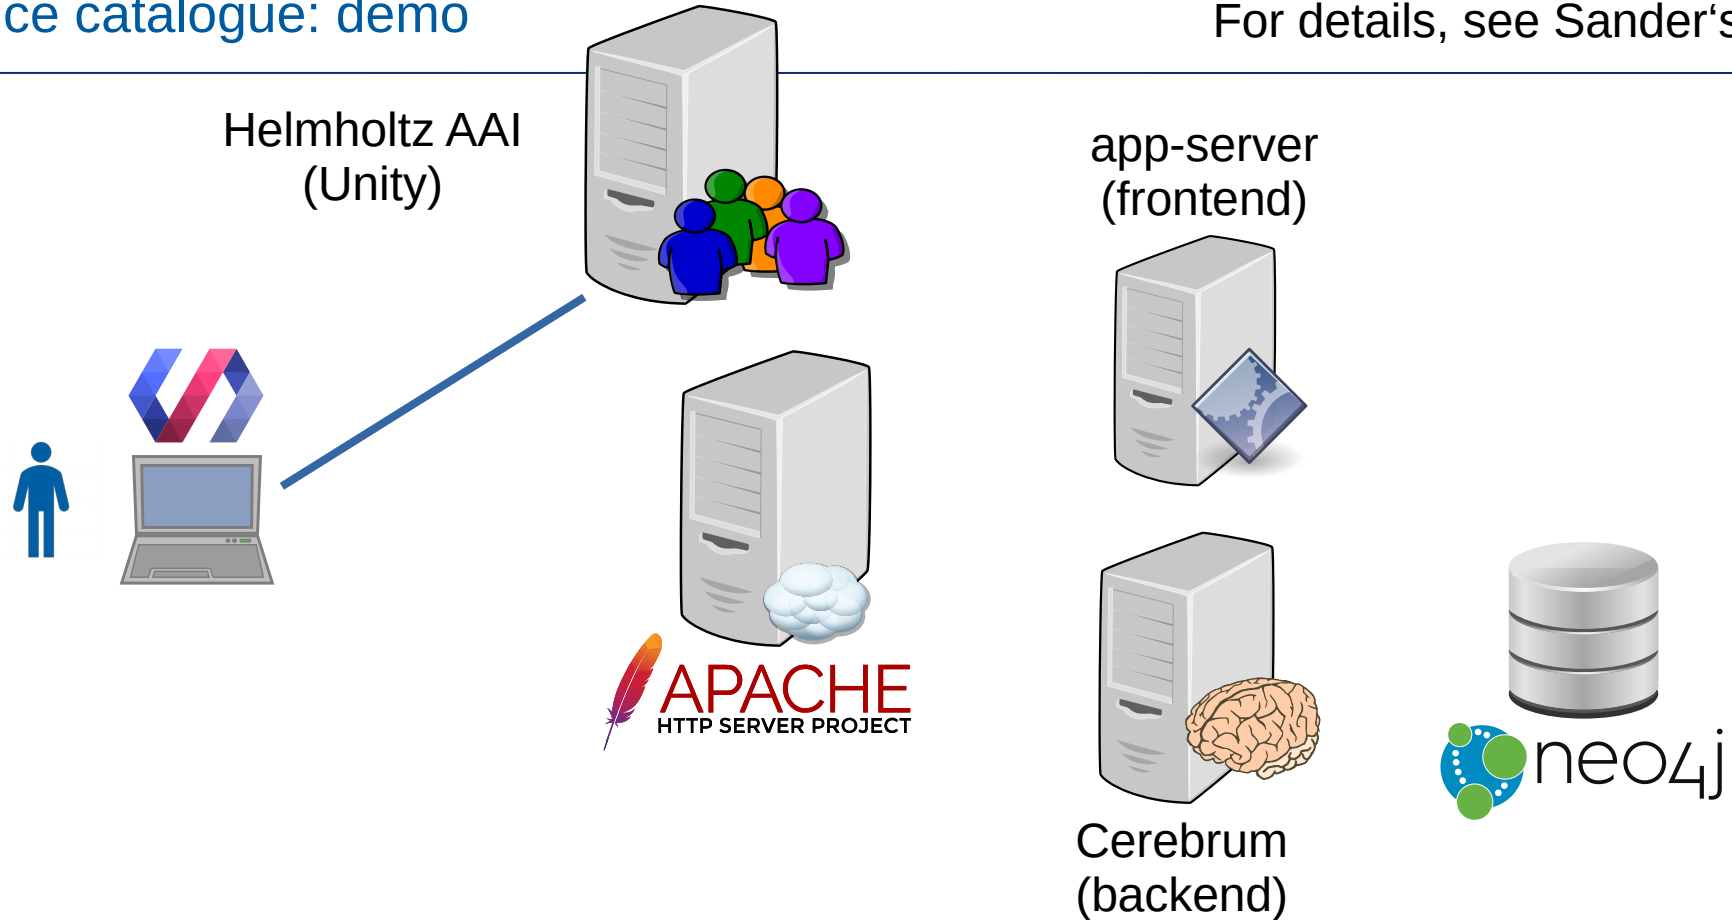 ce catalogue: demo
For details, see Sander‘s
Helmholtz AAI
(Unity)
app-server
(frontend)
APACHE
HTTP SERVER PROJECT
neo4j
Cerebrum
(backend)